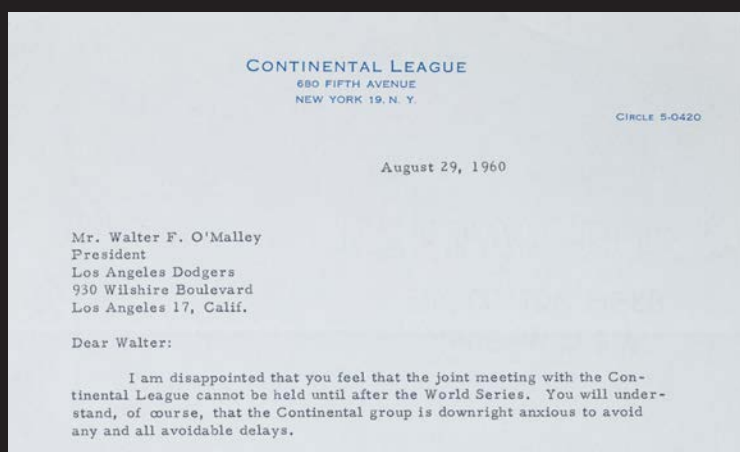 CONTINENTAL LEAGUE
680 FIFTH AVENUE
NEW YORK 19, N. Y.
CIRCLE 5-0420
August 29, 1960
Mr. Walter F. O'Malley
President
Los Angeles Dodgers
930 Wilshire Boulevard
Los Angeles 17, Calif.
Dear Walter:
I am disappointed that you feel that the joint meeting with the Con-
tinental League cannot be held until after the World Series. You will under-
stand, of course, that the Continental group is downright anxious to avoid
any and all avoidable delays.